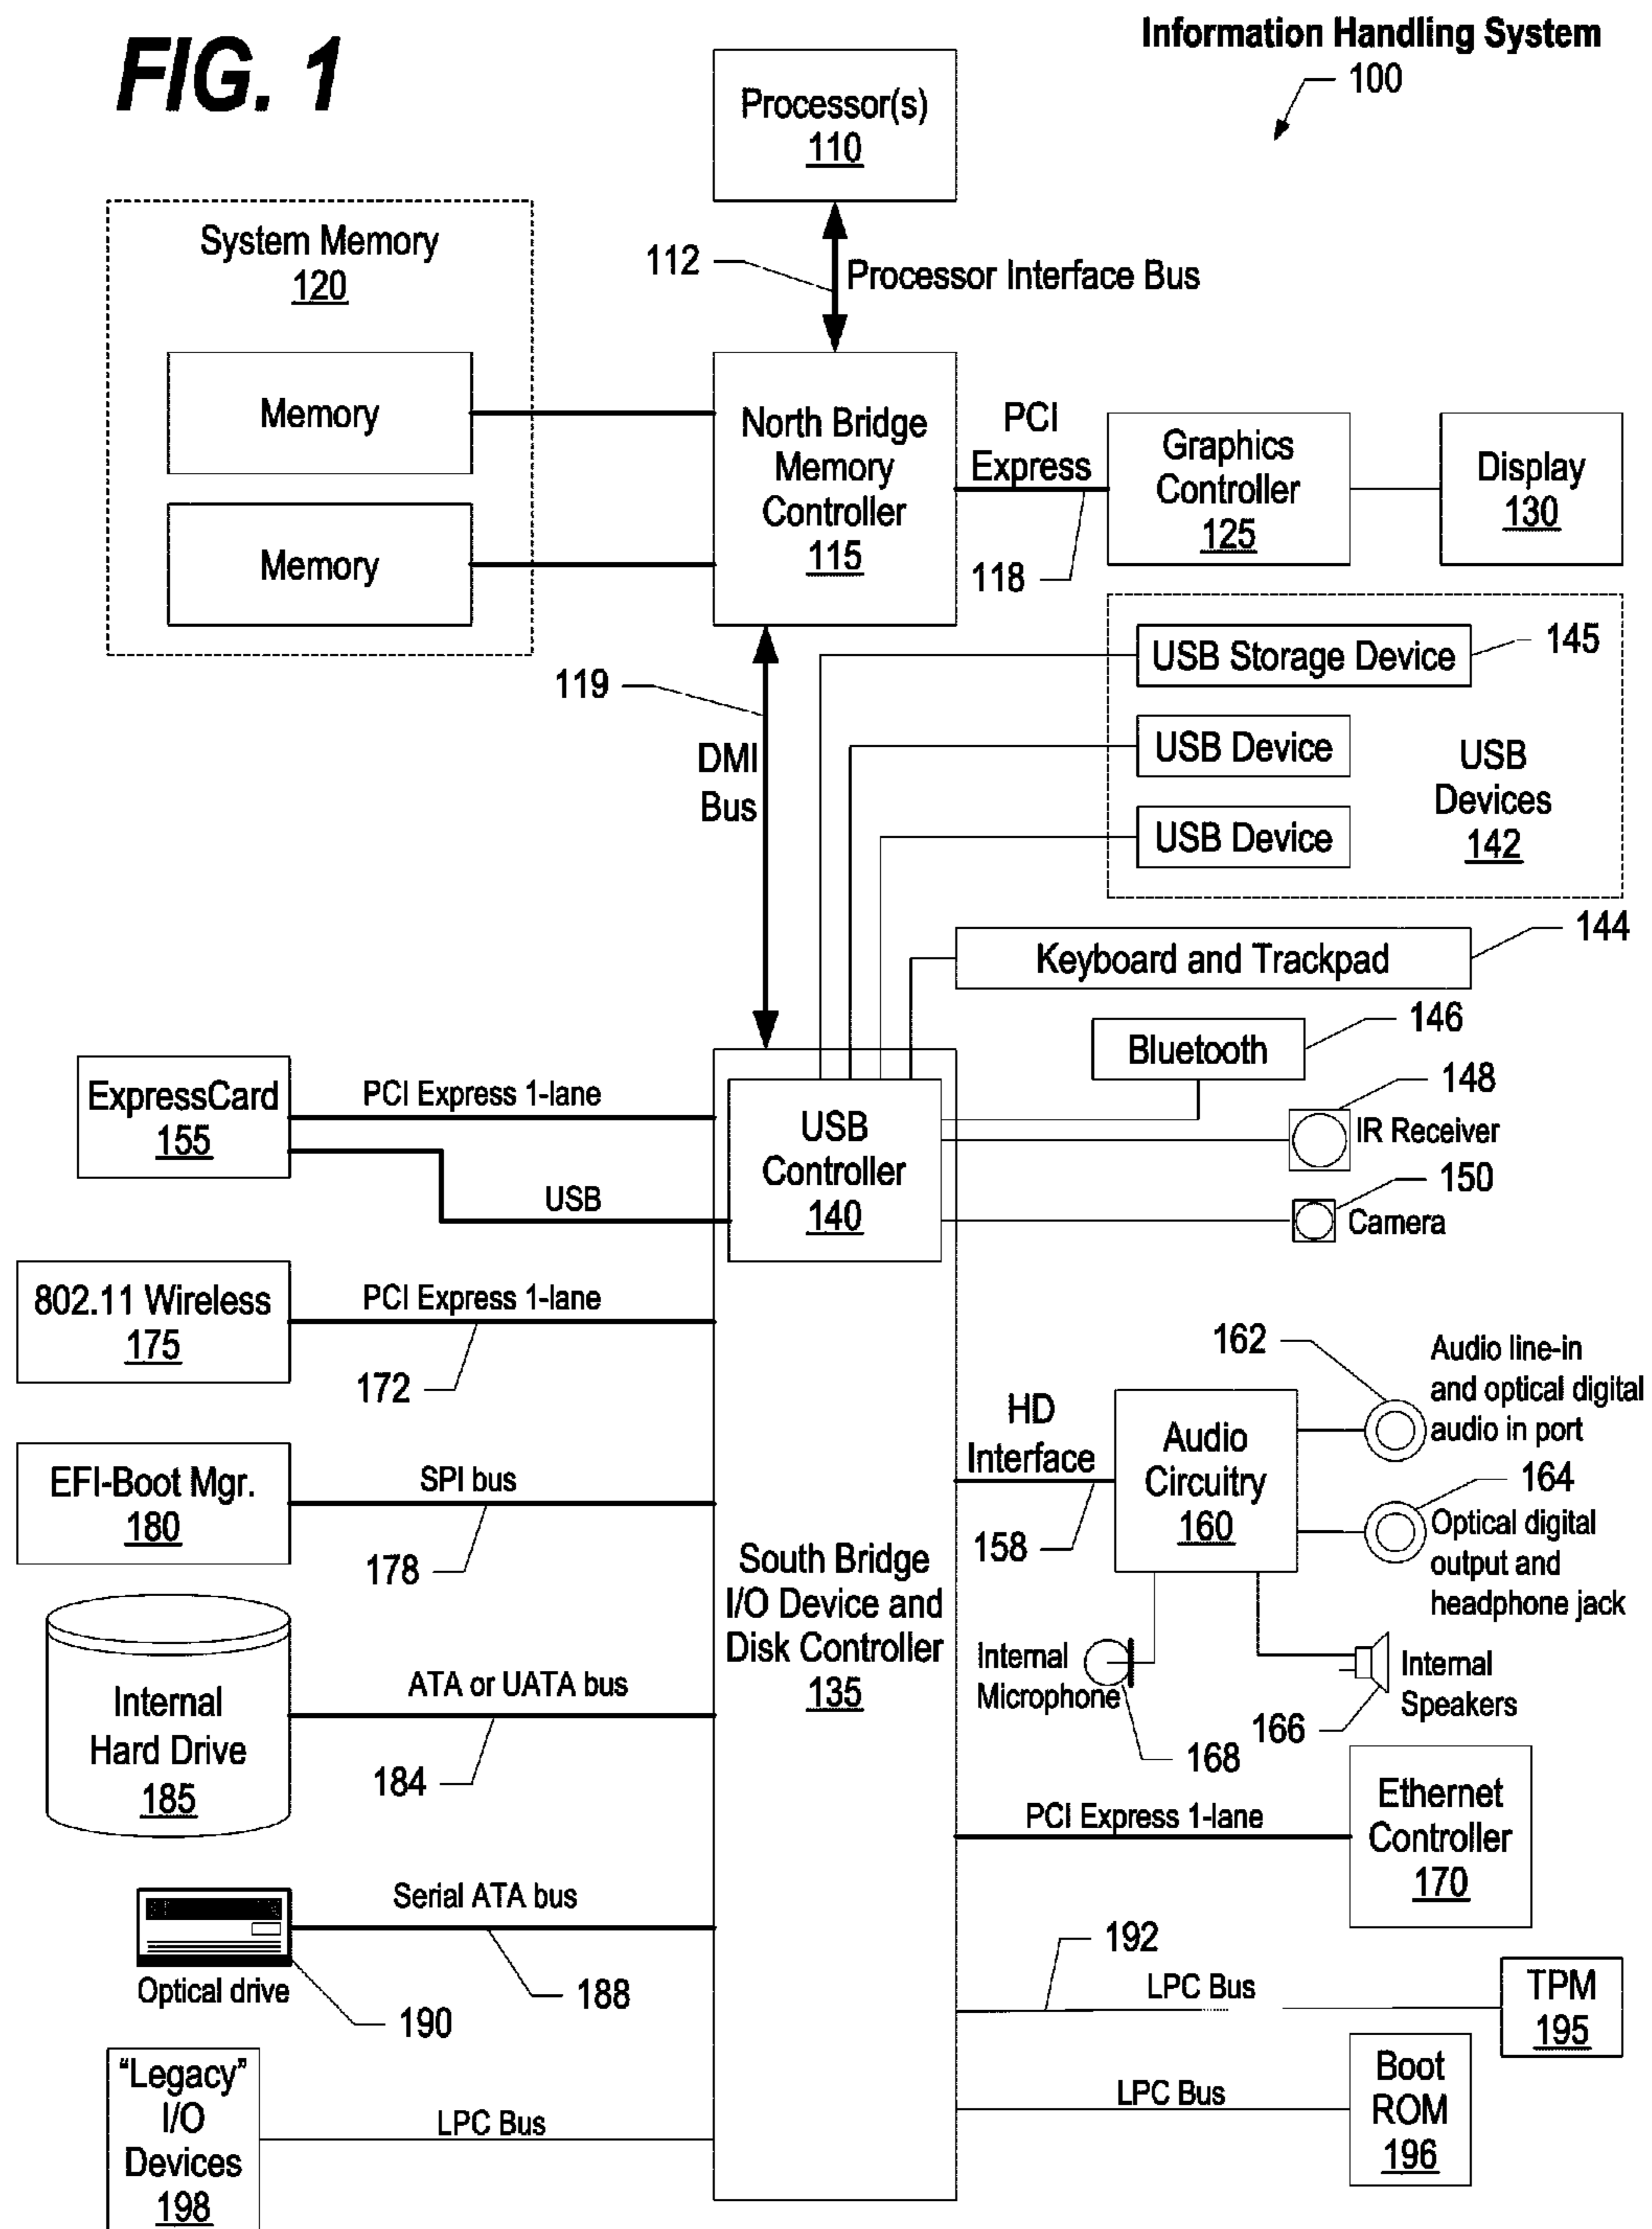 FIG. 1
Information Handling System
100
Processor(s)
110
System Memory
120
112
Processor Interface Bus
Memory
Memory
North Bridge
Memory
Controller
115
PCI
Express
118
Graphics
Controller
125
Display
130
119
DMI
Bus
USB Storage Device
145
USB Device
USB Device
USB
Devices
142
Keyboard and Trackpad
144
Bluetooth
146
148
IR Receiver
150
Camera
ExpressCard
155
PCI Express 1-lane
USB
USB
Controller
140
802.11 Wireless
175
PCI Express 1-lane
172
EFI-Boot Mgr.
180
SPI bus
178
South Bridge
I/O Device and
Disk Controller
135
HD
Interface
158
Audio
Circuitry
160
162
Audio line-in
and optical digital
audio in port
164
Optical digital
output and
headphone jack
Internal
Microphone
168
166
Internal
Speakers
Internal
Hard Drive
185
ATA or UATA bus
184
PCI Express 1-lane
Ethernet
Controller
170
Serial ATA bus
188
Optical drive
190
192
LPC Bus
TPM
195
LPC Bus
Boot
ROM
196
“Legacy”
I/O
Devices
198
LPC Bus